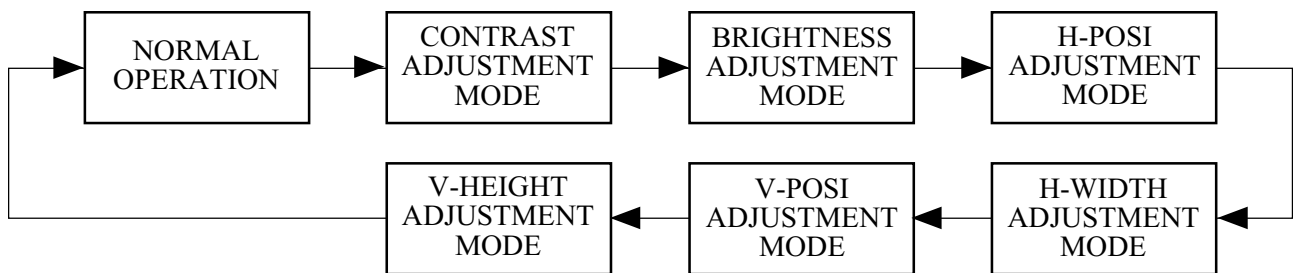 NORMAL
OPERATION
CONTRAST
ADJUSTMENT
MODE
BRIGHTNESS
ADJUSTMENT
MODE
H-POSI
ADJUSTMENT
MODE
V-HEIGHT
ADJUSTMENT
MODE
V-POSI
ADJUSTMENT
MODE
H-WIDTH
ADJUSTMENT
MODE